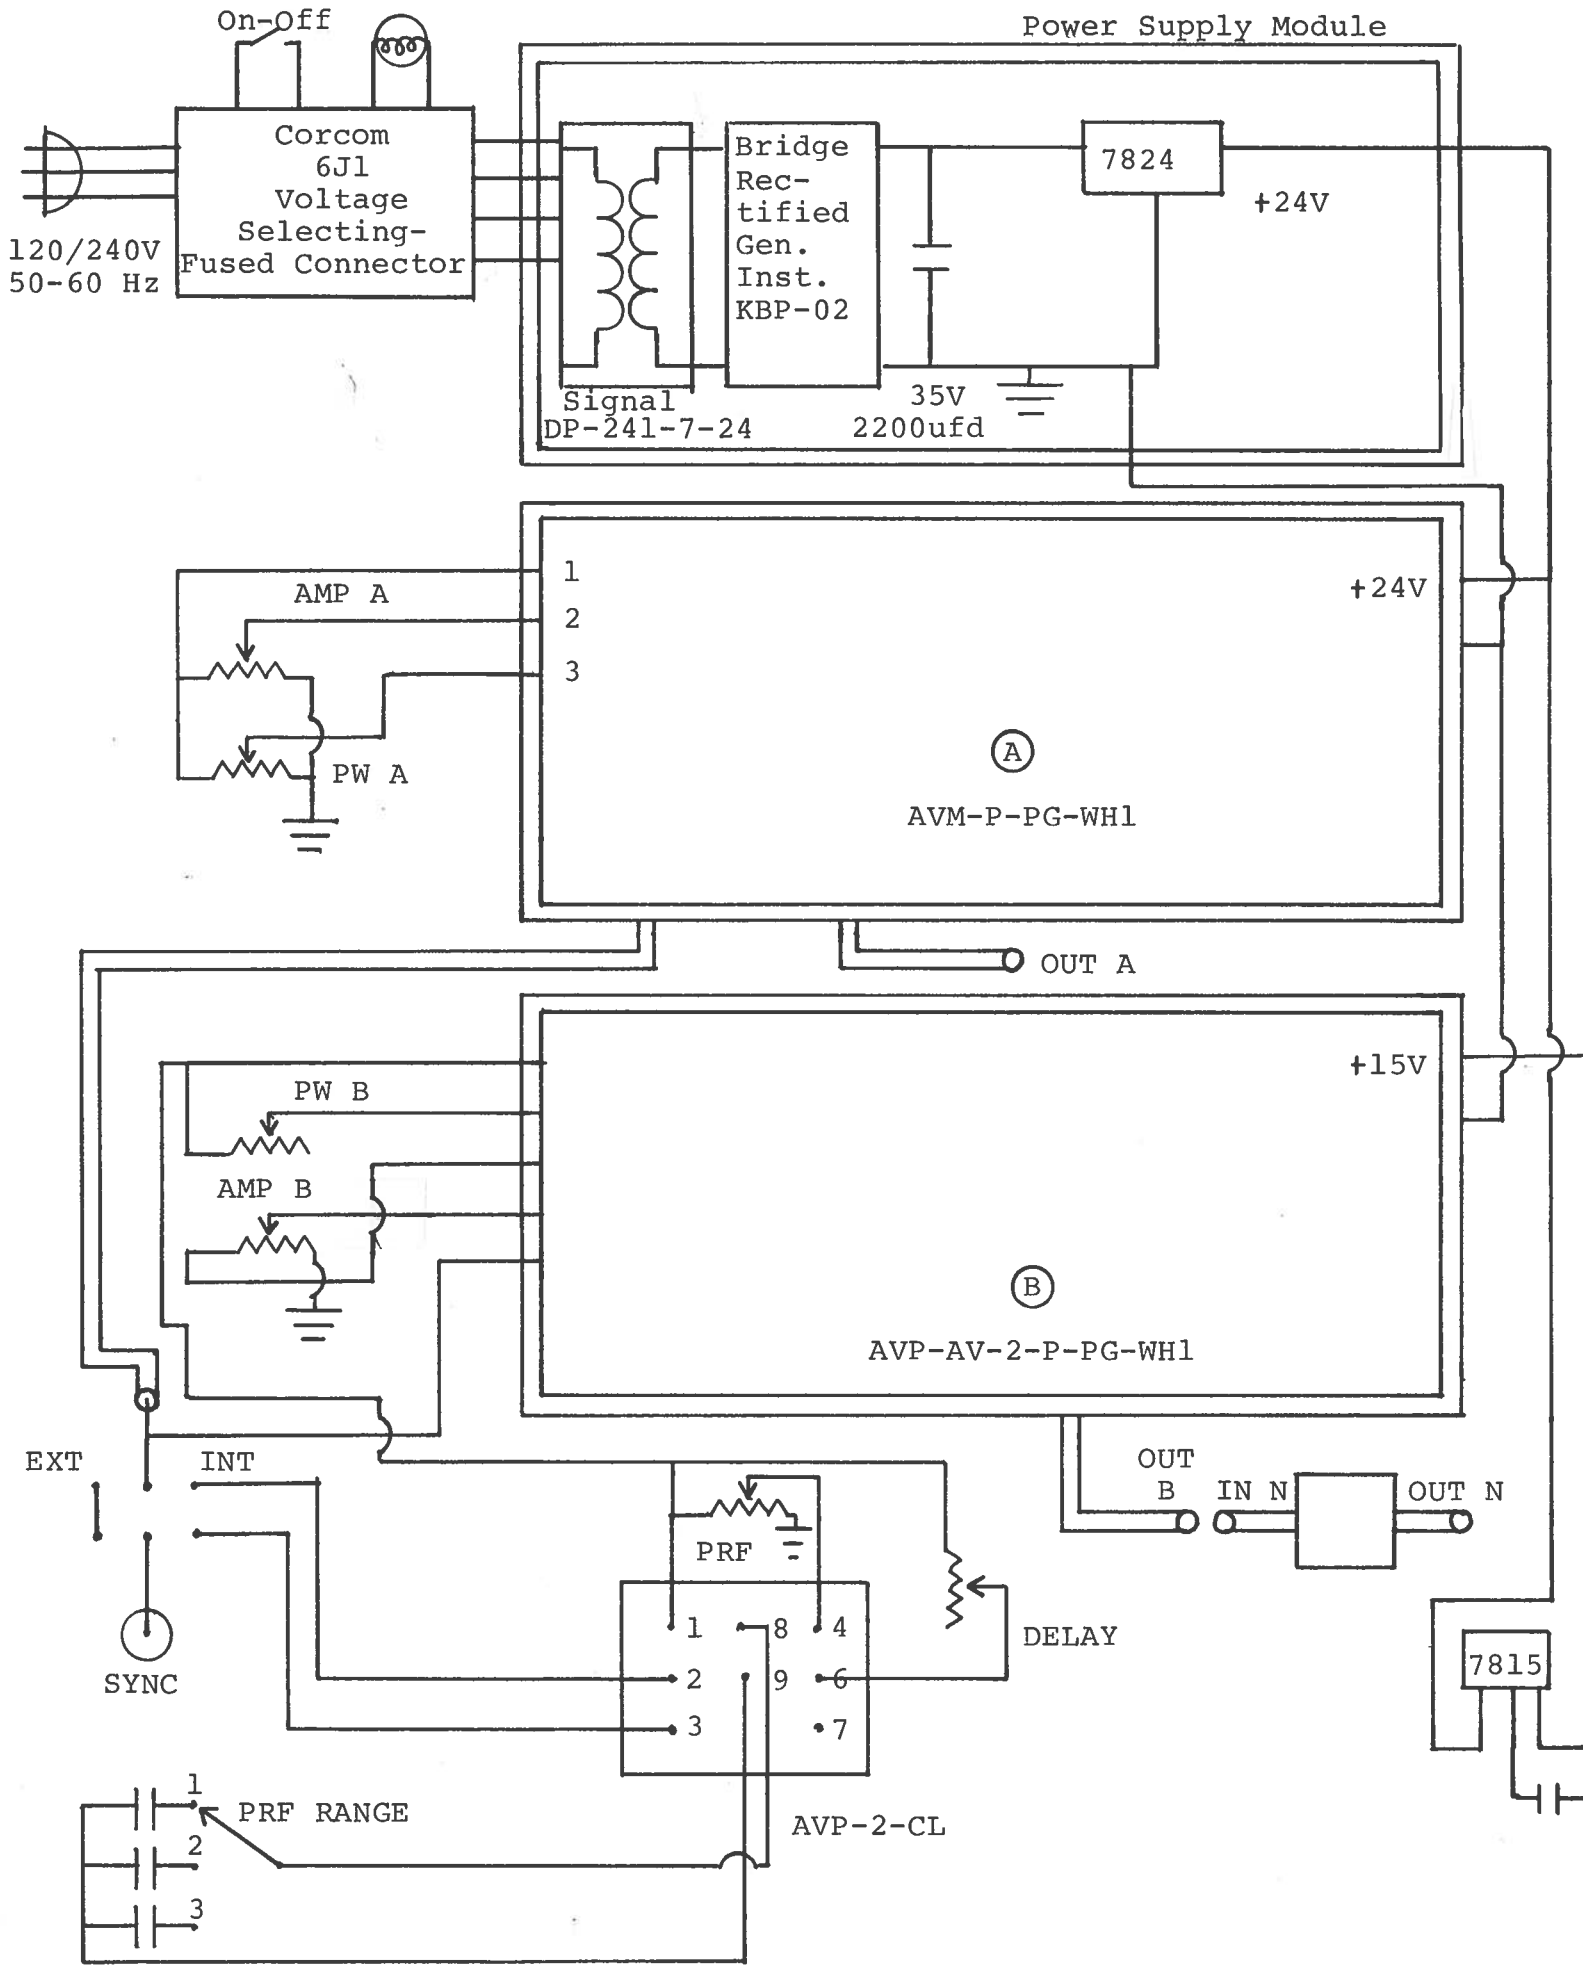 On-Off
Power Supply Module
Corcom
6J1
Voltage
Selecting-
Fused Connector
120/240V
50-60 Hz
Bridge
Rec-
tified
Gen.
Inst.
KBP-02
7824
+24V
35V
2200ufd
Signal
DP-241-7-24
1
AMP A
2
3
PW A
+24V
A
AVM-P-PG-WH1
OUT A
+15V
PW B
AMP B
B
AVP-AV-2-P-PG-WH1
EXT
INT
OUT
B
IN N
OUT N
PRF
1
8
4
DELAY
2
9
6
3
7
SYNC
7815
1
PRF RANGE
AVP-2-CL
2
3